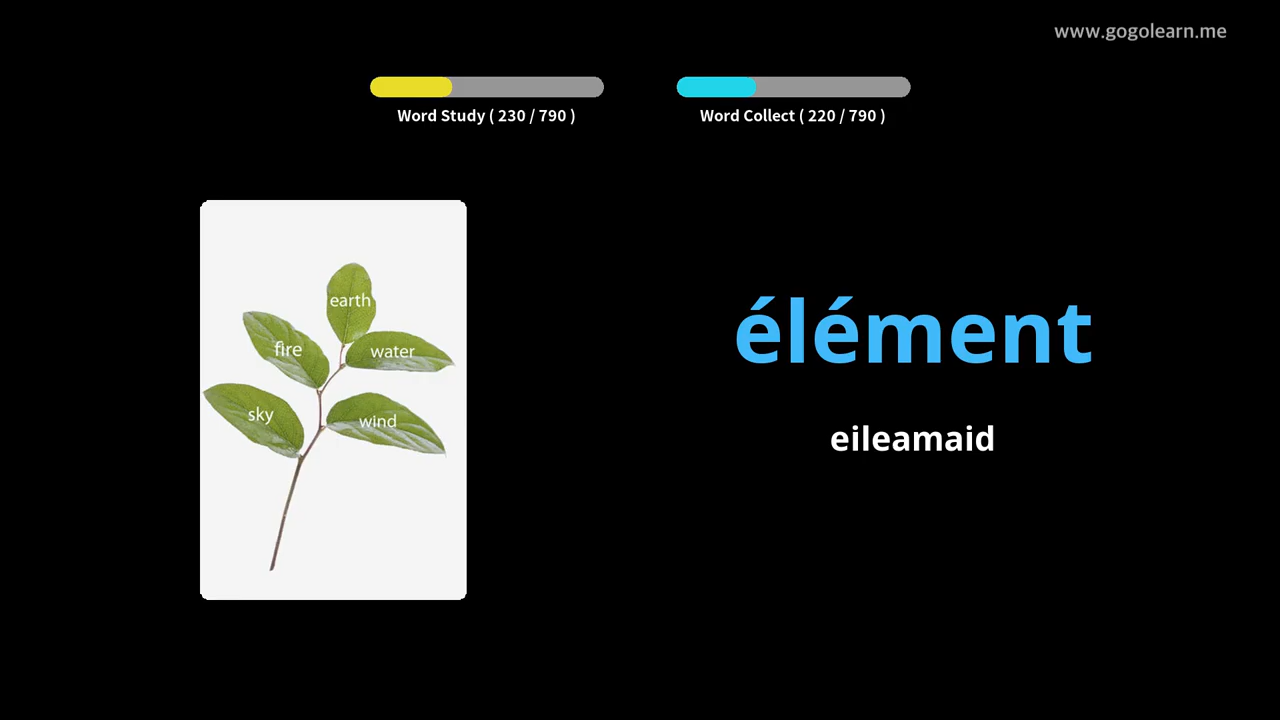 www.gogolearn.me
Word Study ( 230 / 790 )
Word Collect ( 220 / 790 )
earth
fire
water
sky
wind
élément
eileamaid